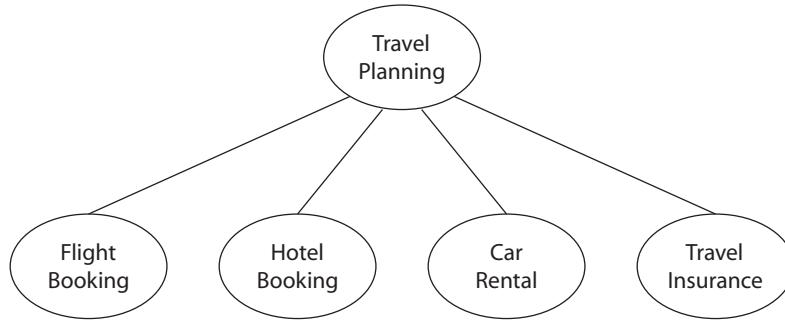 Travel
Planning
Flight
Booking
Hotel
Booking
Car
Rental
Travel
Insurance